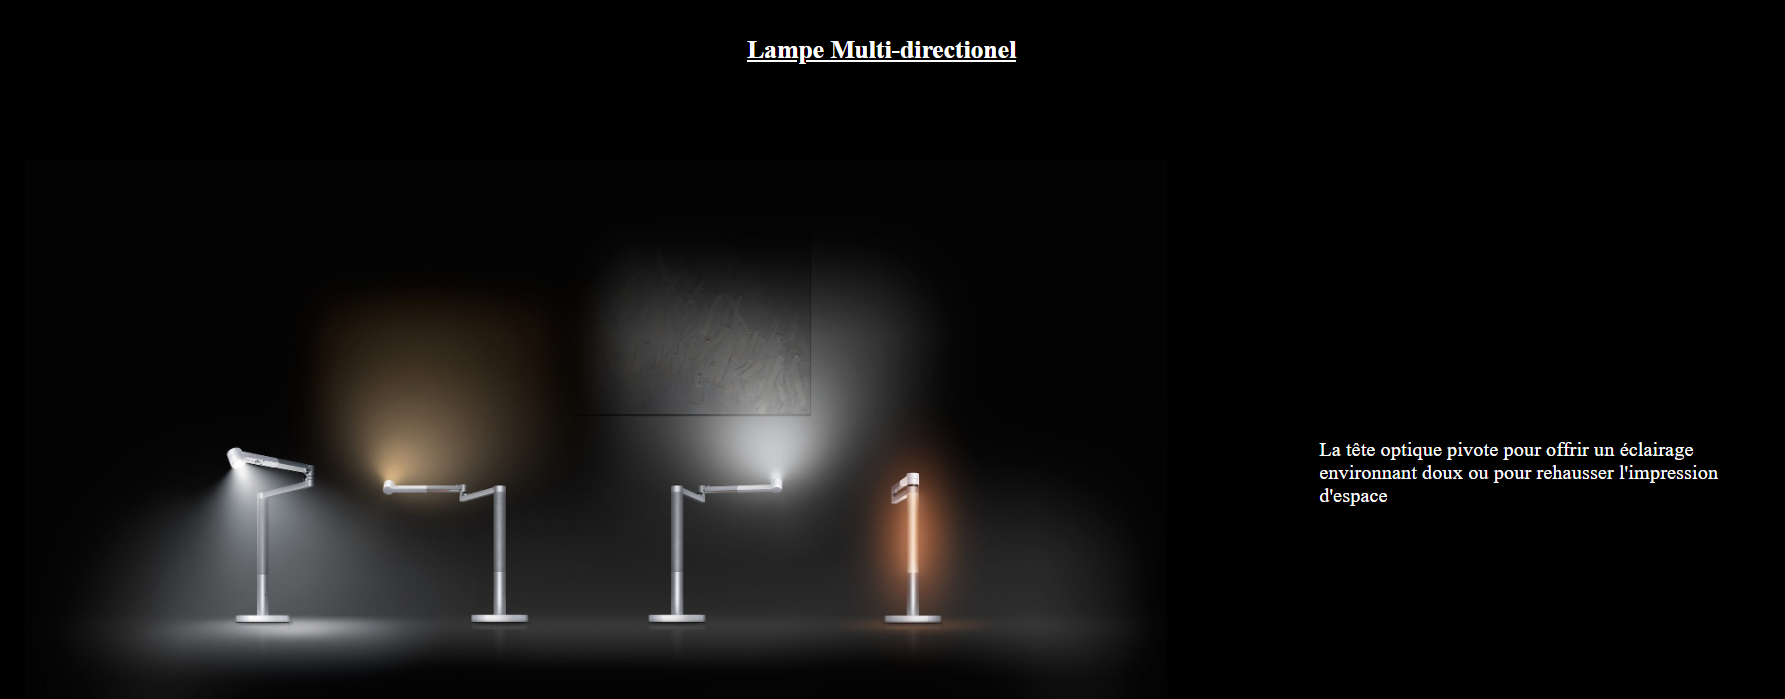 Lampe Multi-directionel
La tête optique pivote pour offrir un éclairage
environnant doux ou pour rehausser l'impression
d'espace